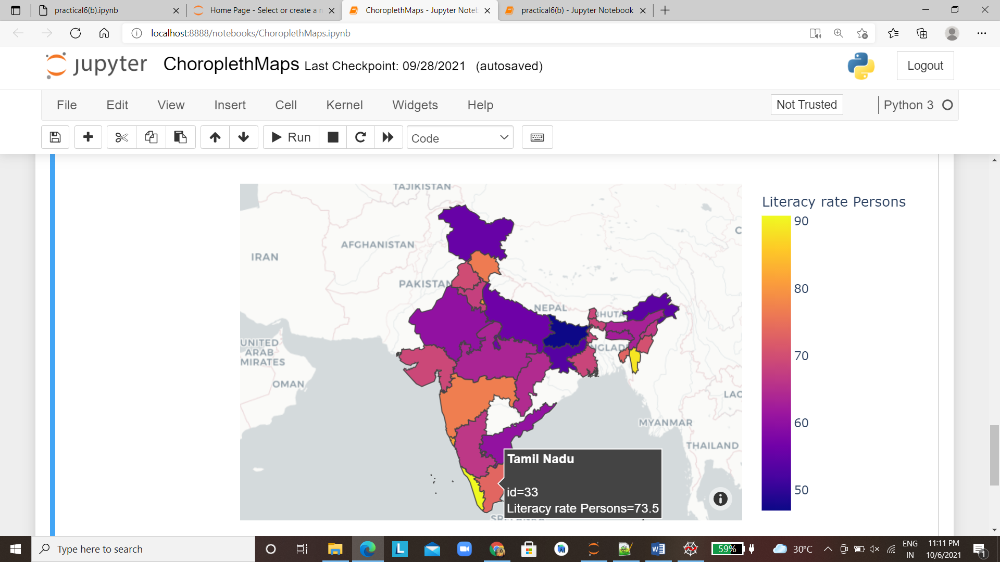 practical6(b).ipynb
Home Page - Select or create a n
ChoroplethMaps - Jupyter Noteb
practical6(b) - Jupyter Notebook
localhost:8888/notebooks/ChoroplethMaps.ipynb
jupyter ChoroplethMaps Last Checkpoint: 09/28/2021 (autosaved)
Logout
File Edit View Insert Cell Kernel Widgets Help
Not Trusted
Python 3
Run
Code
TAJIKISTAN
Literacy rate Persons
90
C
AFGHANISTAN
IRAN
PAKISTAN
80
NEPAL
BHUTA
UNITED
ARAB
MIRATES
NGLAD
70
OMAN
LAO
MYANMAR
60
THAILAND
Tamil Nadu
id=33
Literacy rate Persons=73.5
50
SRI LANKA
Type here to search
L
59%
30°C
ENG
IN
11:11 PM
10/6/2021
1